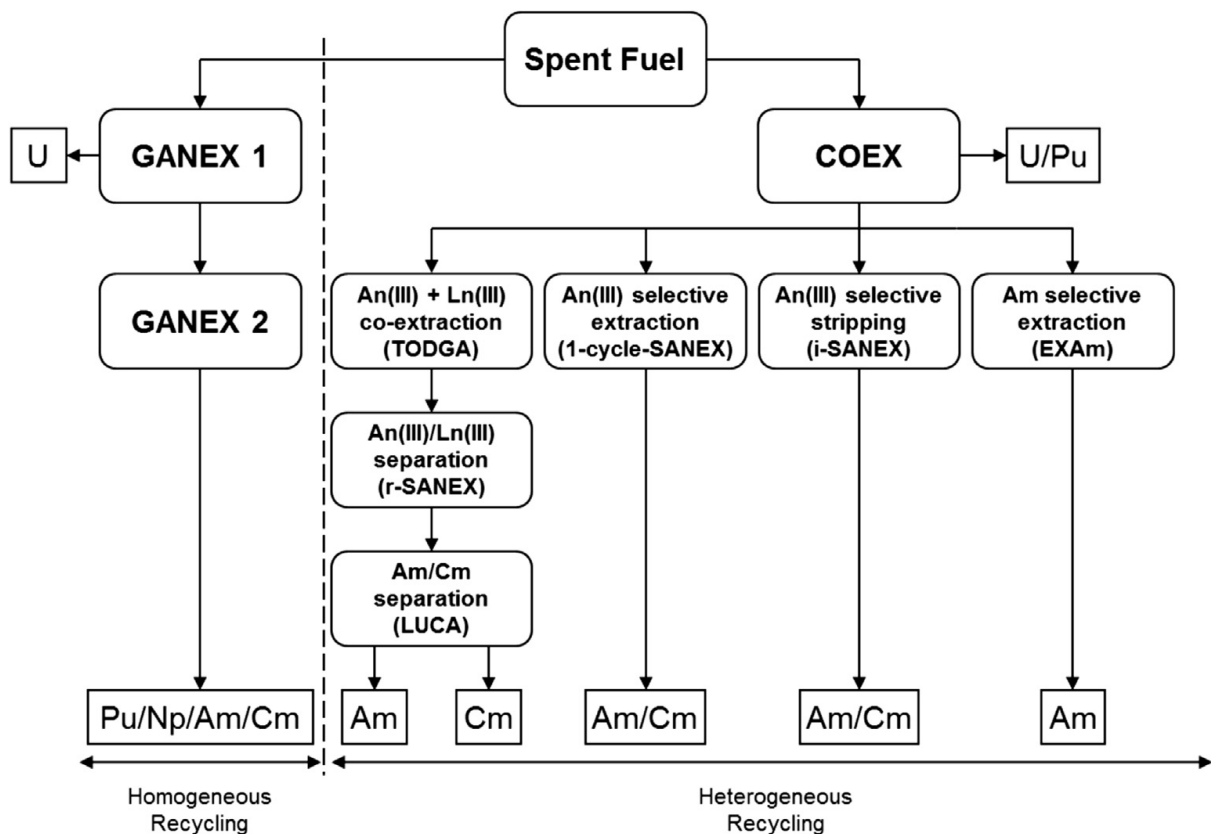 Spent Fuel
U
GANEX 1
COEX
U/Pu
GANEX 2
An(III) + Ln(III)
co-extraction
(TODGA)
An(III) selective
extraction
(1-cycle-SANEX)
An(III) selective
stripping
(i-SANEX)
Am selective
extraction
(EXAm)
An(III)/Ln(III)
separation
(r-SANEX)
Am/Cm
separation
(LUCA)
Pu/Np/Am/Cm
Am
Cm
Am/Cm
Am/Cm
Am
Homogeneous
Recycling
Heterogeneous
Recycling